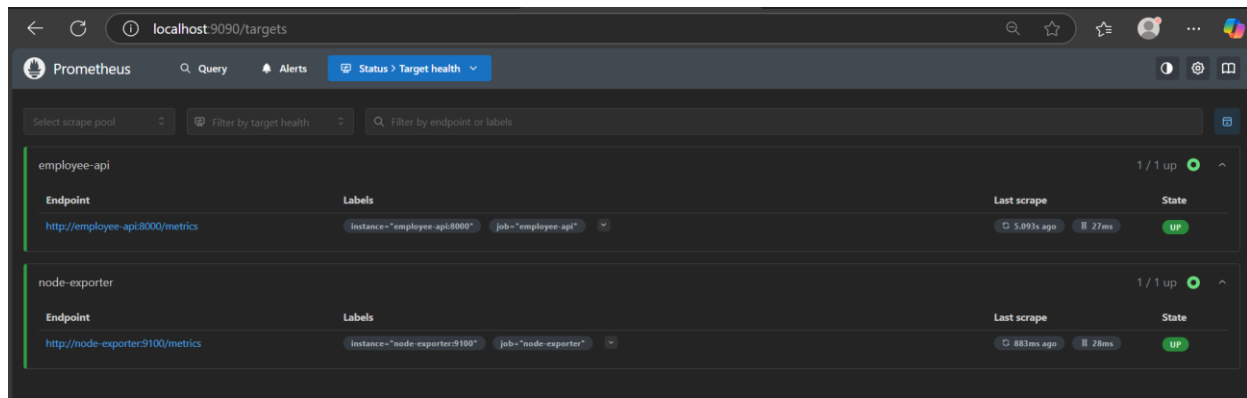 localhost:9090/targets
Prometheus Query Alerts Status > Target health
Select scrape pool Filter by target health Filter by endpoint or labels
employee-api 1 / 1 up
Endpoint Labels Last scrape State
http://employee-api:8000/metrics instance="employee-api:8000" job="employee-api" 5.093s ago 27ms UP
node-exporter 1 / 1 up
Endpoint Labels Last scrape State
http://node-exporter:9100/metrics instance="node-exporter:9100" job="node-exporter" 883ms ago 28ms UP